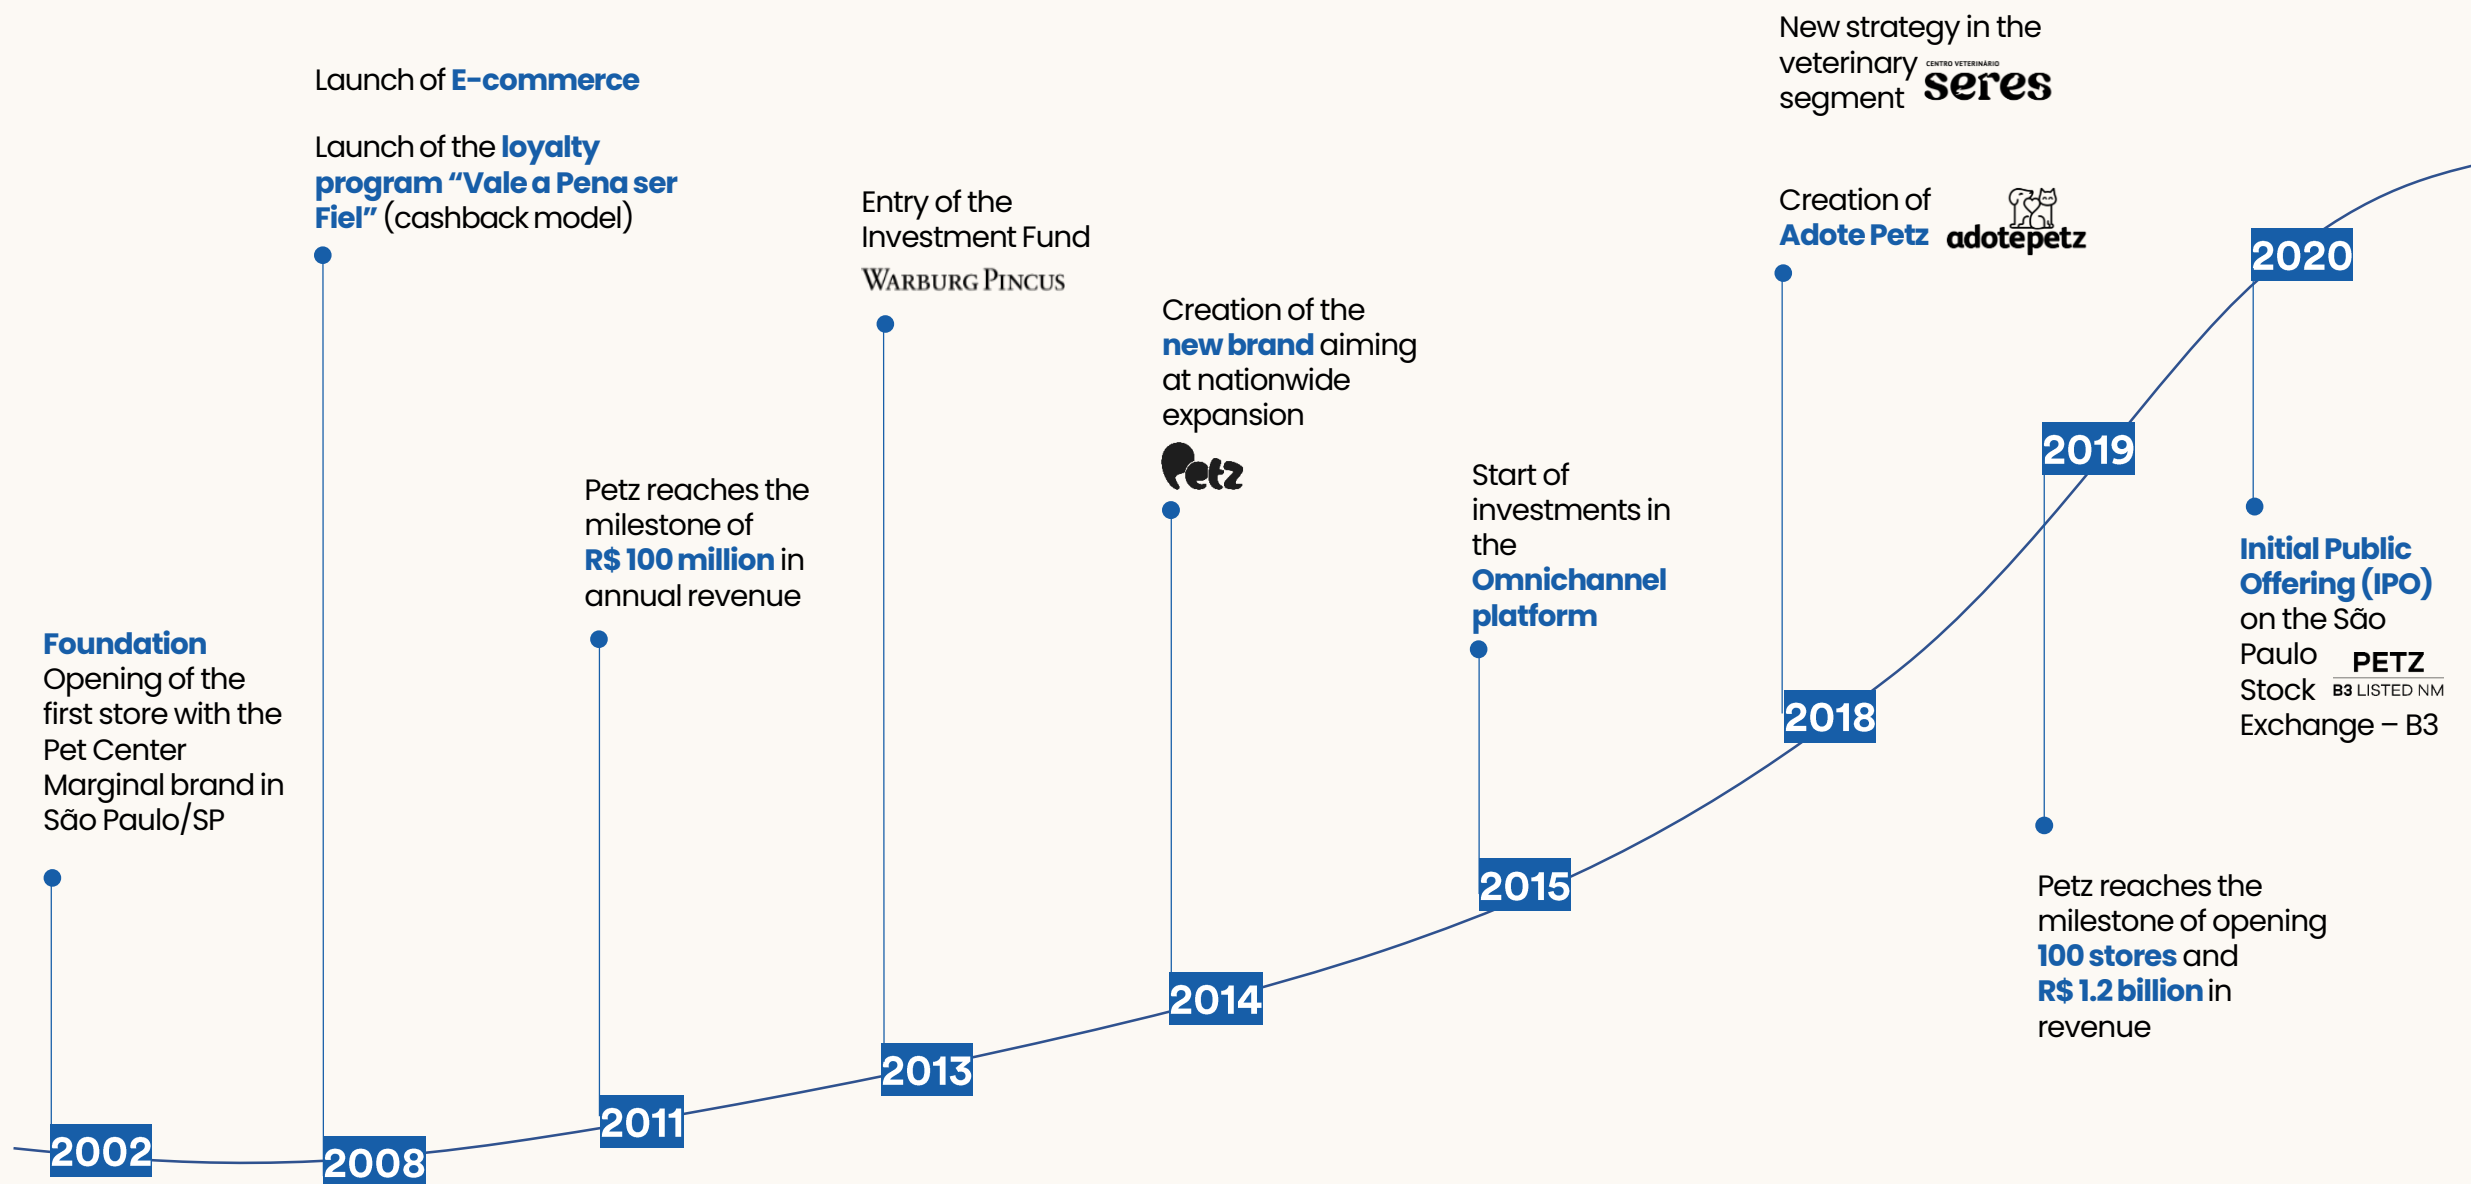 Foundation
Opening of the
first store with the
Pet Center
Marginal brand in
São Paulo/SP
2002
Launch of E-commerce
Launch of the loyalty
program “Vale a Pena ser
Fiel” (cashback model)
2008
Petz reaches the
milestone of
R$ 100 million in
annual revenue
2011
Entry of the
Investment Fund
WARBURG PINCUS
2013
Creation of the
new brand aiming
at nationwide
expansion
Petz
2014
Start of
investments in
the
Omnichannel
platform
2015
New strategy in the
veterinary
segment
CENTRO VETERINÁRIO
seres
Creation of
Adote Petz
adotepetz
2018
2019
Petz reaches the
milestone of opening
100 stores and
R$ 1.2 billion in
revenue
2020
Initial Public
Offering (IPO)
on the São
Paulo
Stock
Exchange – B3
PETZ
B3 LISTED NM